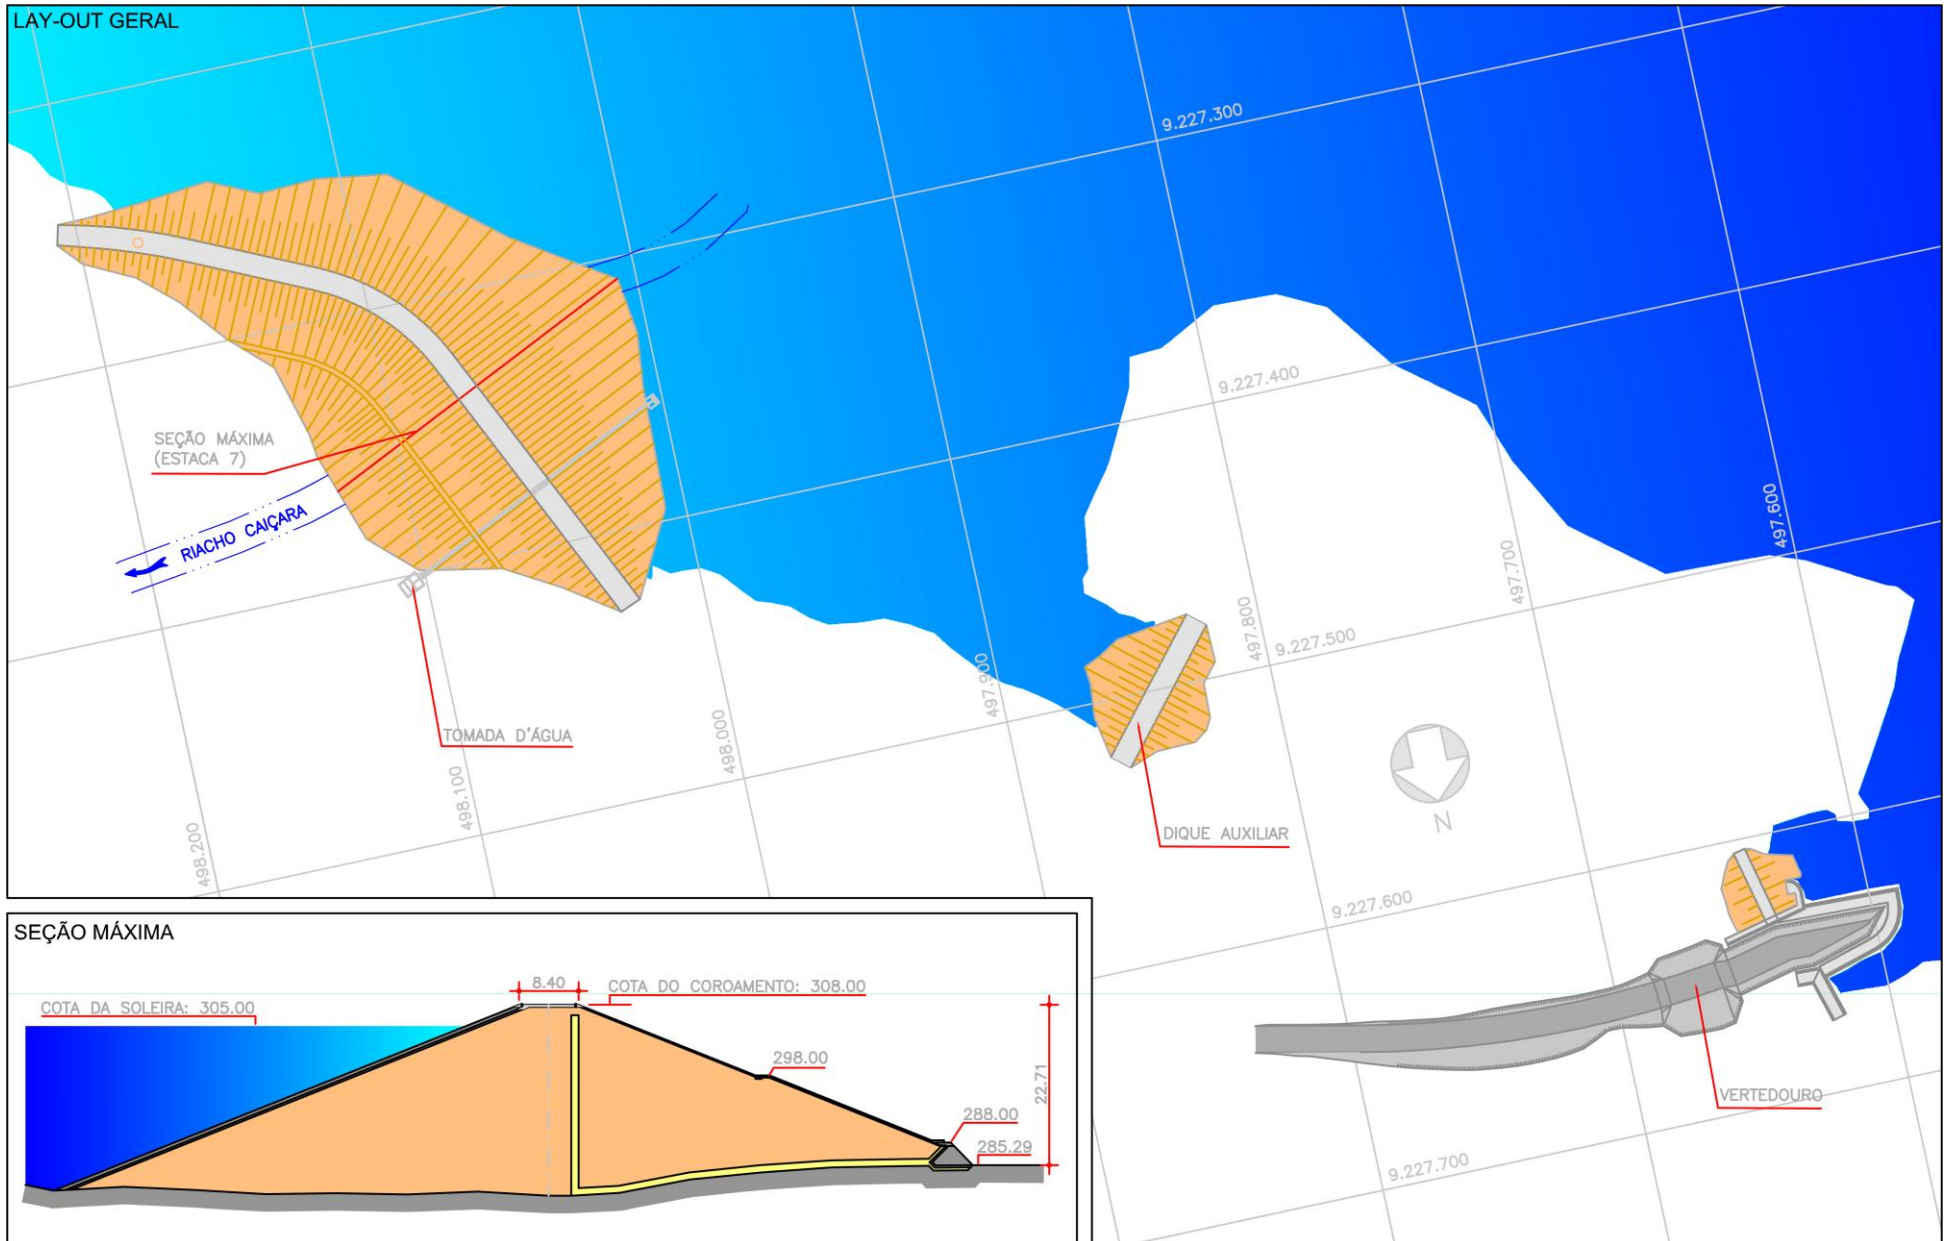 LAY-OUT GERAL
9.227.300
9.227.400
SEÇÃO MÁXIMA
(ESTACA 7)
RIACHO CAIÇARA
497.600
497.700
497.800
9.227.500
497.900
498.000
TOMADA D'ÁGUA
498.100
498.200
N
DIQUE AUXILIAR
9.227.600
VERTEDOURO
9.227.700
SEÇÃO MÁXIMA
8.40
COTA DO COROAMENTO: 308.00
COTA DA SOLEIRA: 305.00
298.00
22.71
288.00
285.29